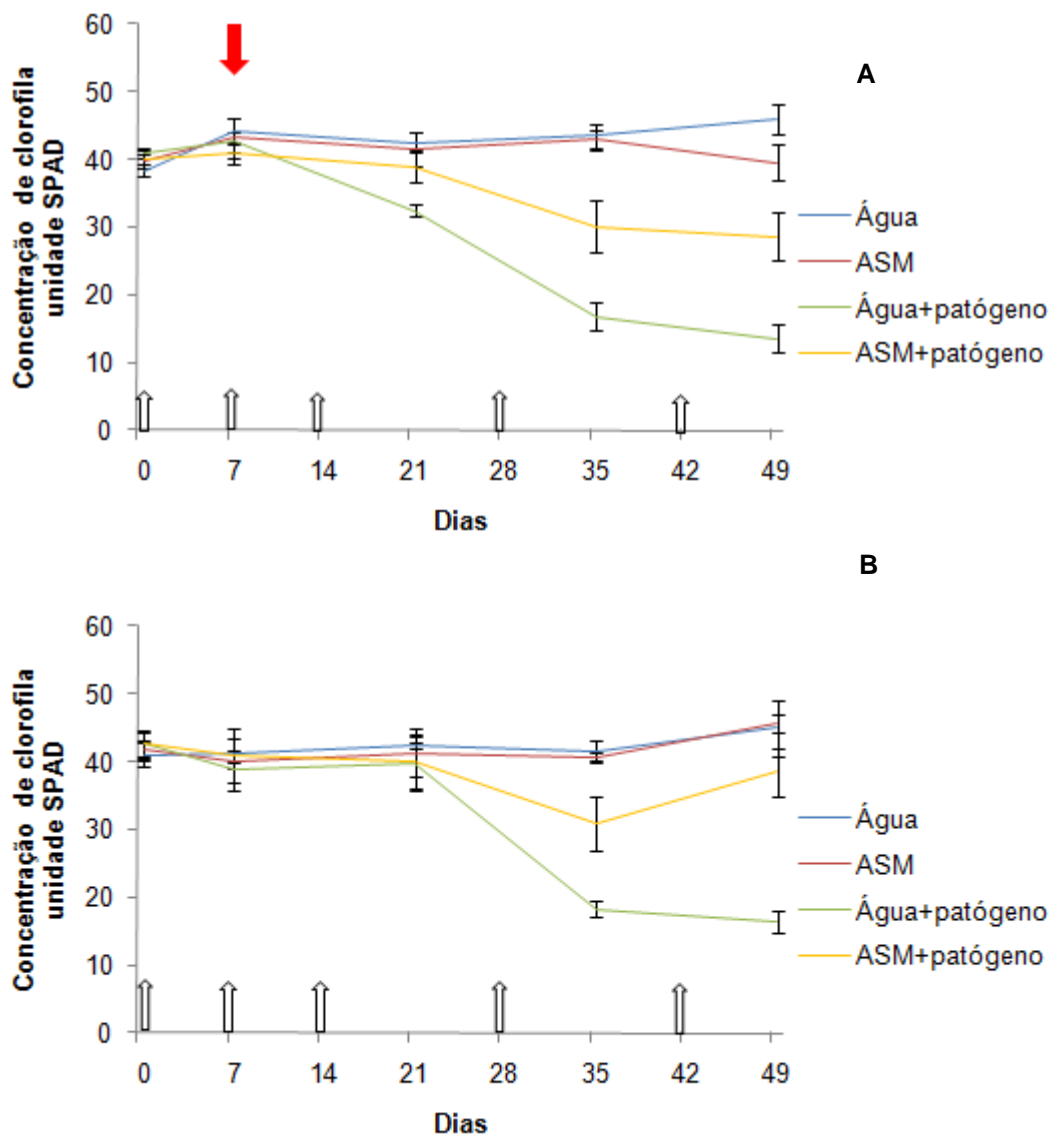 A
60
50
40
30
20
10
0
Concentração de clorofila
unidade SPAD
0 7 14 21 28 35 42 49
Dias
Água
ASM
Água+patógeno
ASM+patógeno
B
60
50
40
30
20
10
0
Concentração de clorofila
unidade SPAD
0 7 14 21 28 35 42 49
Dias
Água
ASM
Água+patógeno
ASM+patógeno